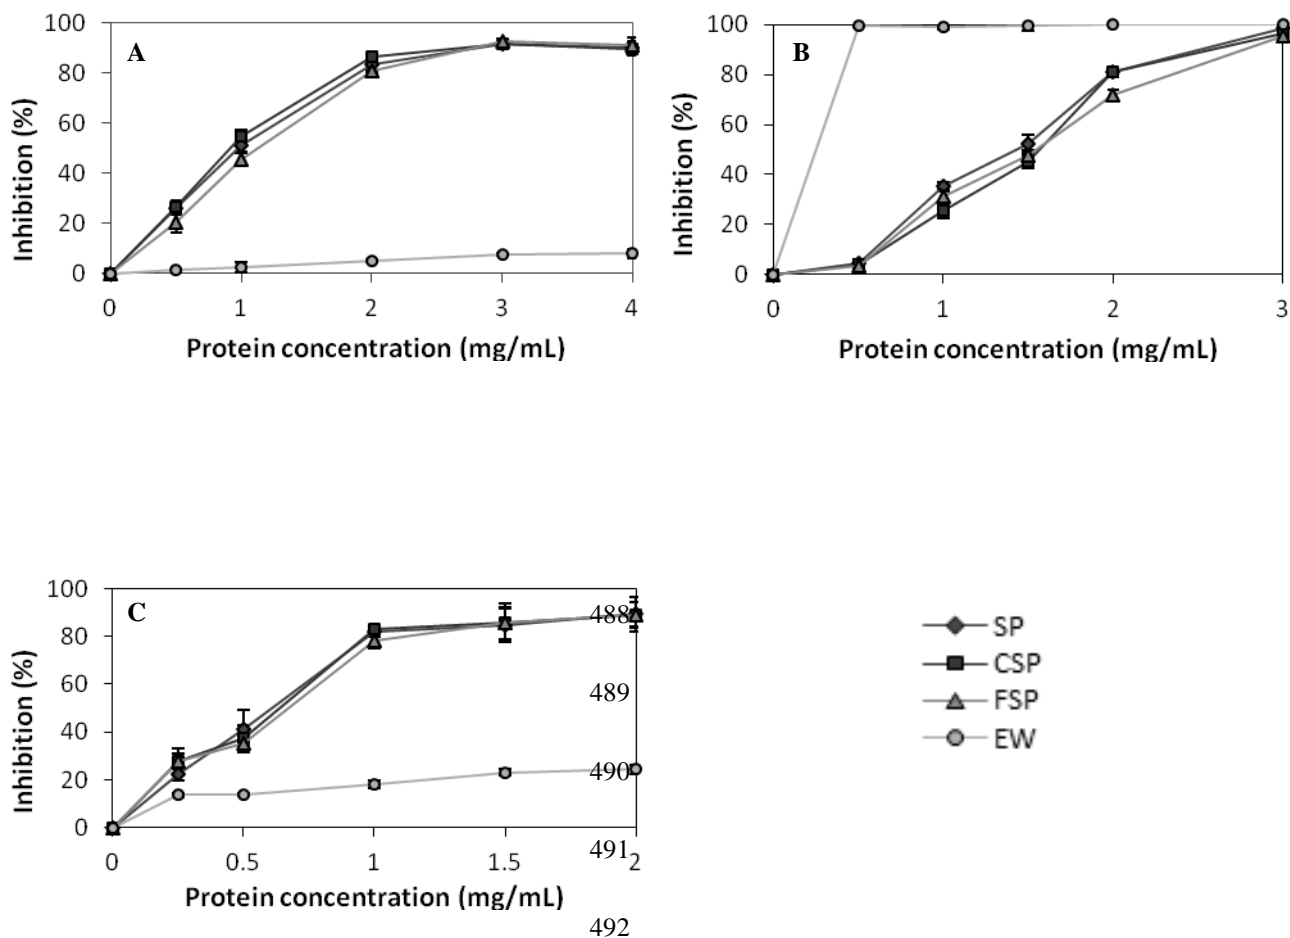 A
100
80
60
40
20
0
Inhibition (%)
0 1 2 3 4
Protein concentration (mg/mL)
B
100
80
60
40
20
0
Inhibition (%)
0 1 2 3
Protein concentration (mg/mL)
C
100
80
60
40
20
0
Inhibition (%)
0 0.5 1 1.5 2
Protein concentration (mg/mL)
488
489
490
491
492
SP
CSP
FSP
EW